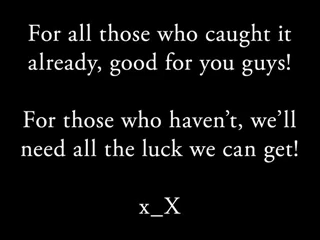 For all those who caught it
already, good for you guys!
For those who haven’t, we’ll
need all the luck we can get!
x_X